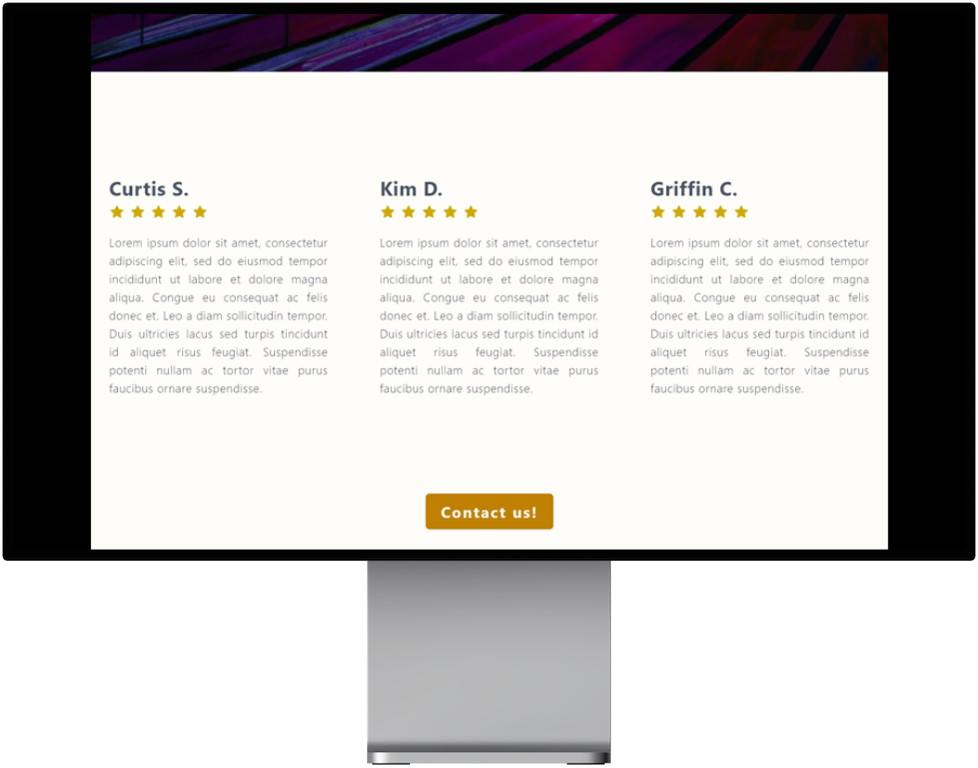 Curtis S.
Lorem ipsum dolor sit amet, consectetur
adipiscing elit, sed do eiusmod tempor
incididunt ut labore et dolore magna
aliqua. Congue eu consequat ac felis
donec et. Leo a diam sollicitudin tempor.
Duis ultricies lacus sed turpis tincidunt
id aliquet risus feugiat. Suspendisse
potenti nullam ac tortor vitae purus
faucibus ornare suspendisse.
Kim D.
Lorem ipsum dolor sit amet, consectetur
adipiscing elit, sed do eiusmod tempor
incididunt ut labore et dolore magna
aliqua. Congue eu consequat ac felis
donec et. Leo a diam sollicitudin tempor.
Duis ultricies lacus sed turpis tincidunt id
aliquet risus feugiat. Suspendisse
potenti nullam ac tortor vitae purus
faucibus ornare suspendisse.
Griffin C.
Lorem ipsum dolor sit amet, consectetur
adipiscing elit, sed do eiusmod tempor
incididunt ut labore et dolore magna
aliqua. Congue eu consequat ac felis
donec et. Leo a diam sollicitudin tempor.
Duis ultricies lacus sed turpis tincidunt id
aliquet risus feugiat. Suspendisse
potenti nullam ac tortor vitae purus
faucibus ornare suspendisse.
Contact us!